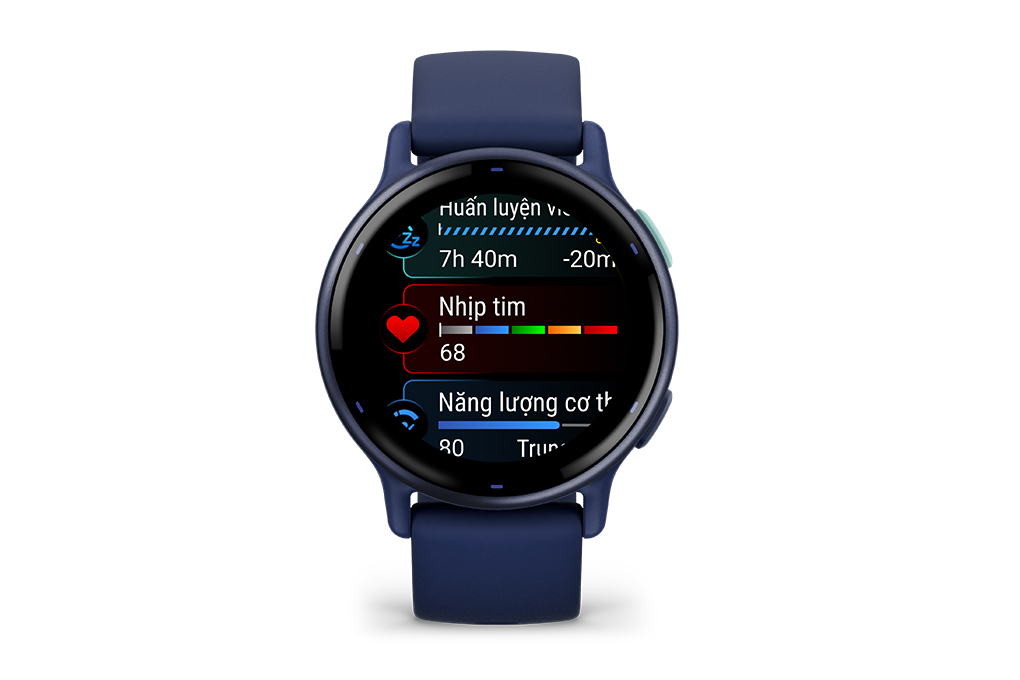 Huấn luyện
7h 40m -20m
Nhịp tim
68
Năng lượng cơ
80